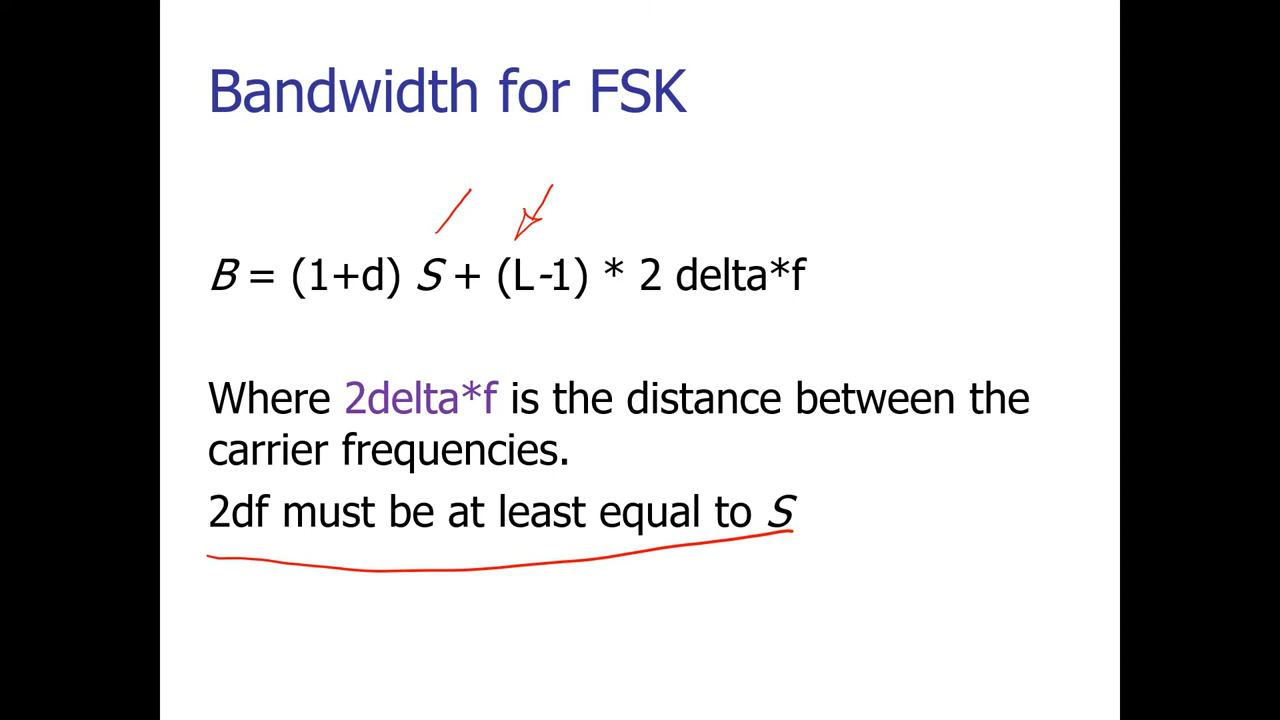 Bandwidth for FSK
B = (1+d) S + (L-1) * 2 delta*f
Where 2delta*f is the distance between the
carrier frequencies.
2df must be at least equal to S